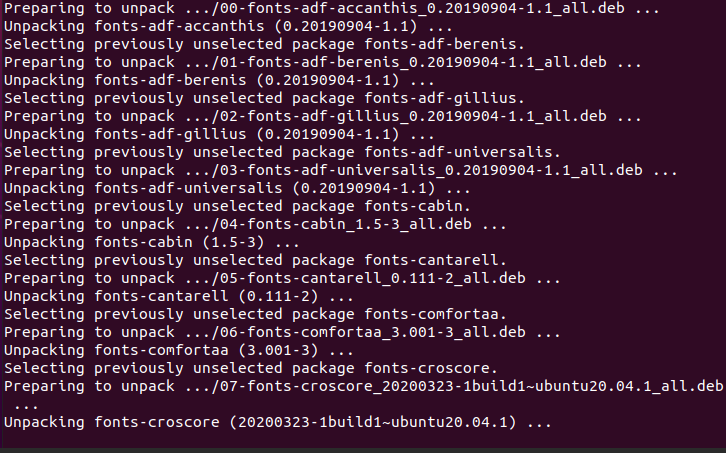 Preparing to unpack .../00-fonts-adf-accanthis_0.20190904-1.1_all.deb ...
Unpacking fonts-adf-accanthis (0.20190904-1.1) ...
Selecting previously unselected package fonts-adf-berenis.
Preparing to unpack .../01-fonts-adf-berenis_0.20190904-1.1_all.deb ...
Unpacking fonts-adf-berenis (0.20190904-1.1) ...
Selecting previously unselected package fonts-adf-gillius.
Preparing to unpack .../02-fonts-adf-gillius_0.20190904-1.1_all.deb ...
Unpacking fonts-adf-gillius (0.20190904-1.1) ...
Selecting previously unselected package fonts-adf-universalis.
Preparing to unpack .../03-fonts-adf-universalis_0.20190904-1.1_all.deb ...
Unpacking fonts-adf-universalis (0.20190904-1.1) ...
Selecting previously unselected package fonts-cabin.
Preparing to unpack .../04-fonts-cabin_1.5-3_all.deb ...
Unpacking fonts-cabin (1.5-3) ...
Selecting previously unselected package fonts-cantarell.
Preparing to unpack .../05-fonts-cantarell_0.111-2_all.deb ...
Unpacking fonts-cantarell (0.111-2) ...
Selecting previously unselected package fonts-comfortaa.
Preparing to unpack .../06-fonts-comfortaa_3.001-3_all.deb ...
Unpacking fonts-comfortaa (3.001-3) ...
Selecting previously unselected package fonts-croscore.
Preparing to unpack .../07-fonts-croscore_20200323-1build1~ubuntu20.04.1_all.deb
 ...
Unpacking fonts-croscore (20200323-1build1~ubuntu20.04.1) ...